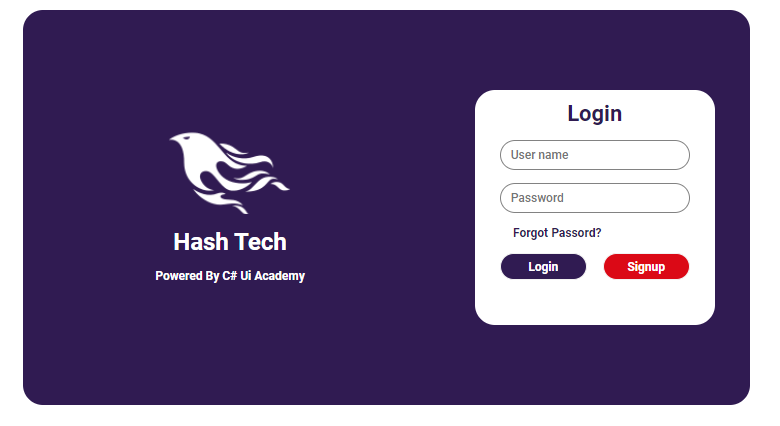 Hash Tech
Powered By C# Ui Academy
Login
User name
Password
Forgot Passord?
Login Signup